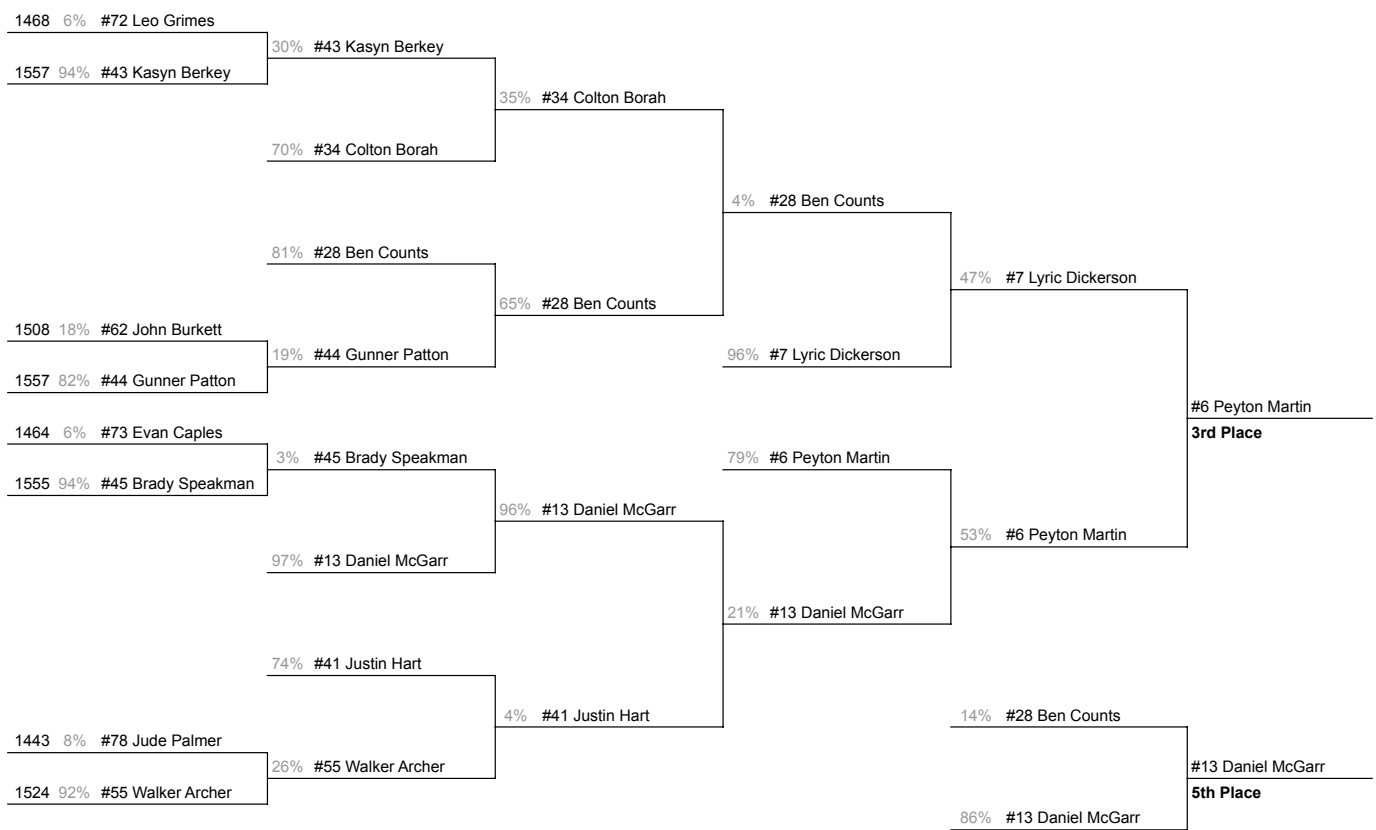 1468 6% #72 Leo Grimes
30% #43 Kasyn Berkey
1557 94% #43 Kasyn Berkey
35% #34 Colton Borah
70% #34 Colton Borah
4% #28 Ben Counts
81% #28 Ben Counts
47% #7 Lyric Dickerson
65% #28 Ben Counts
1508 18% #62 John Burkett
19% #44 Gunner Patton
96% #7 Lyric Dickerson
1557 82% #44 Gunner Patton
#6 Peyton Martin
1464 6% #73 Evan Caples
3rd Place
3% #45 Brady Speakman
79% #6 Peyton Martin
1555 94% #45 Brady Speakman
96% #13 Daniel McGarr
53% #6 Peyton Martin
97% #13 Daniel McGarr
21% #13 Daniel McGarr
74% #41 Justin Hart
4% #41 Justin Hart
14% #28 Ben Counts
1443 8% #78 Jude Palmer
26% #55 Walker Archer
#13 Daniel McGarr
1524 92% #55 Walker Archer
5th Place
86% #13 Daniel McGarr